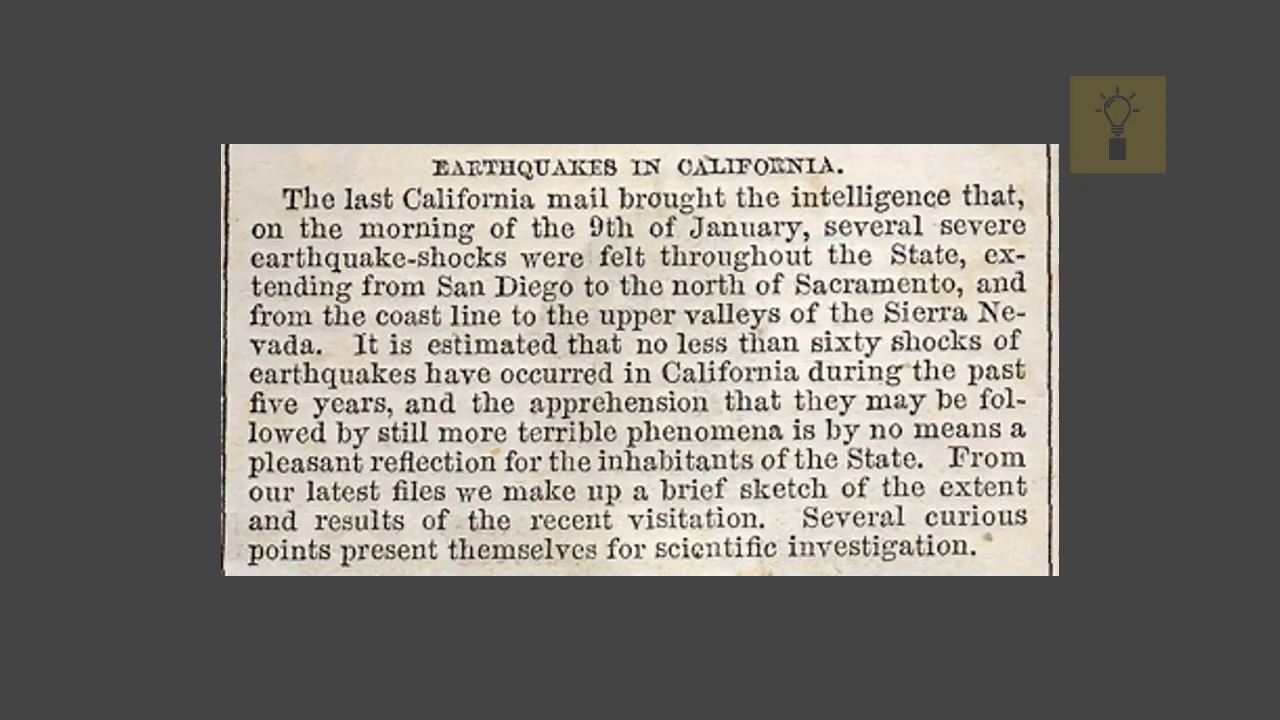 EARTHQUAKES IN CALIFORNIA.
The last California mail brought the intelligence that,
on the morning of the 9th of January, several severe
earthquake-shocks were felt throughout the State, ex-
tending from San Diego to the north of Sacramento, and
from the coast line to the upper valleys of the Sierra Ne-
vada. It is estimated that no less than sixty shocks of
earthquakes have occurred in California during the past
five years, and the apprehension that they may be fol-
lowed by still more terrible phenomena is by no means a
pleasant reflection for the inhabitants of the State. From
our latest files we make up a brief sketch of the extent
and results of the recent visitation. Several curious
points present themselves for scientific investigation.